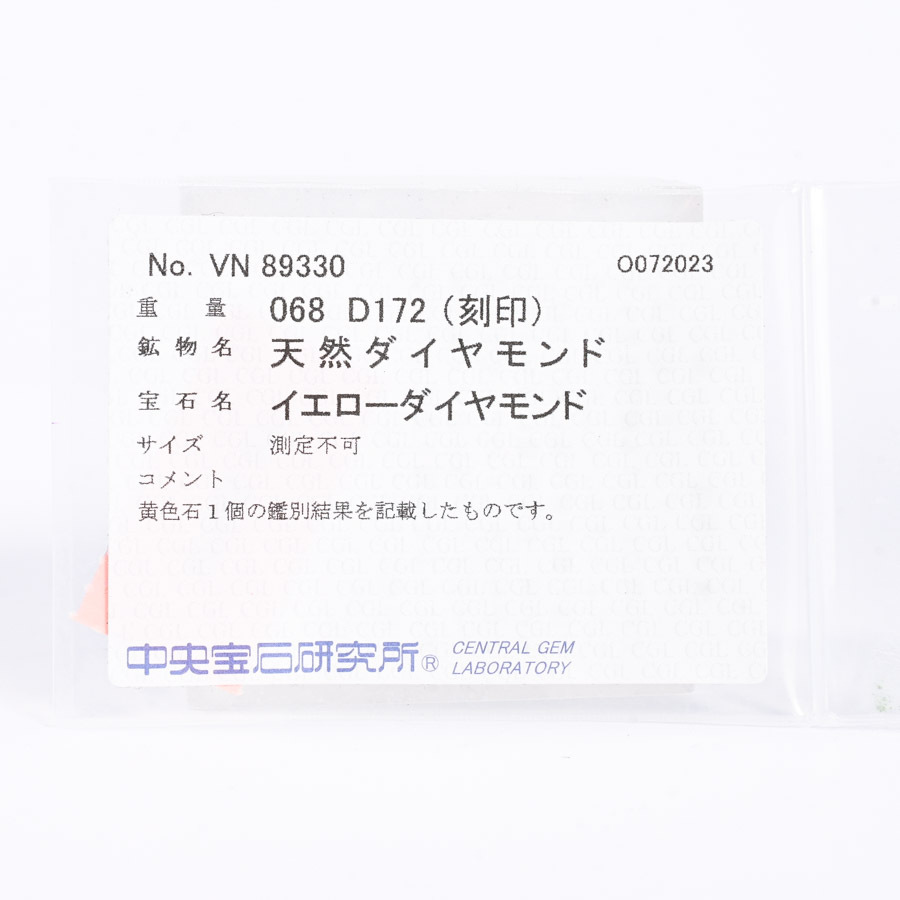 No. VN 89330 O072023
重 量 068 D172 (刻印)
鉱物名 天然ダイヤモンド
宝石名 イエローダイヤモンド
サイズ 測定不可
コメント
黄色石1個の鑑別結果を記載したものです。
中央宝石研究所® CENTRAL GEM
LABORATORY